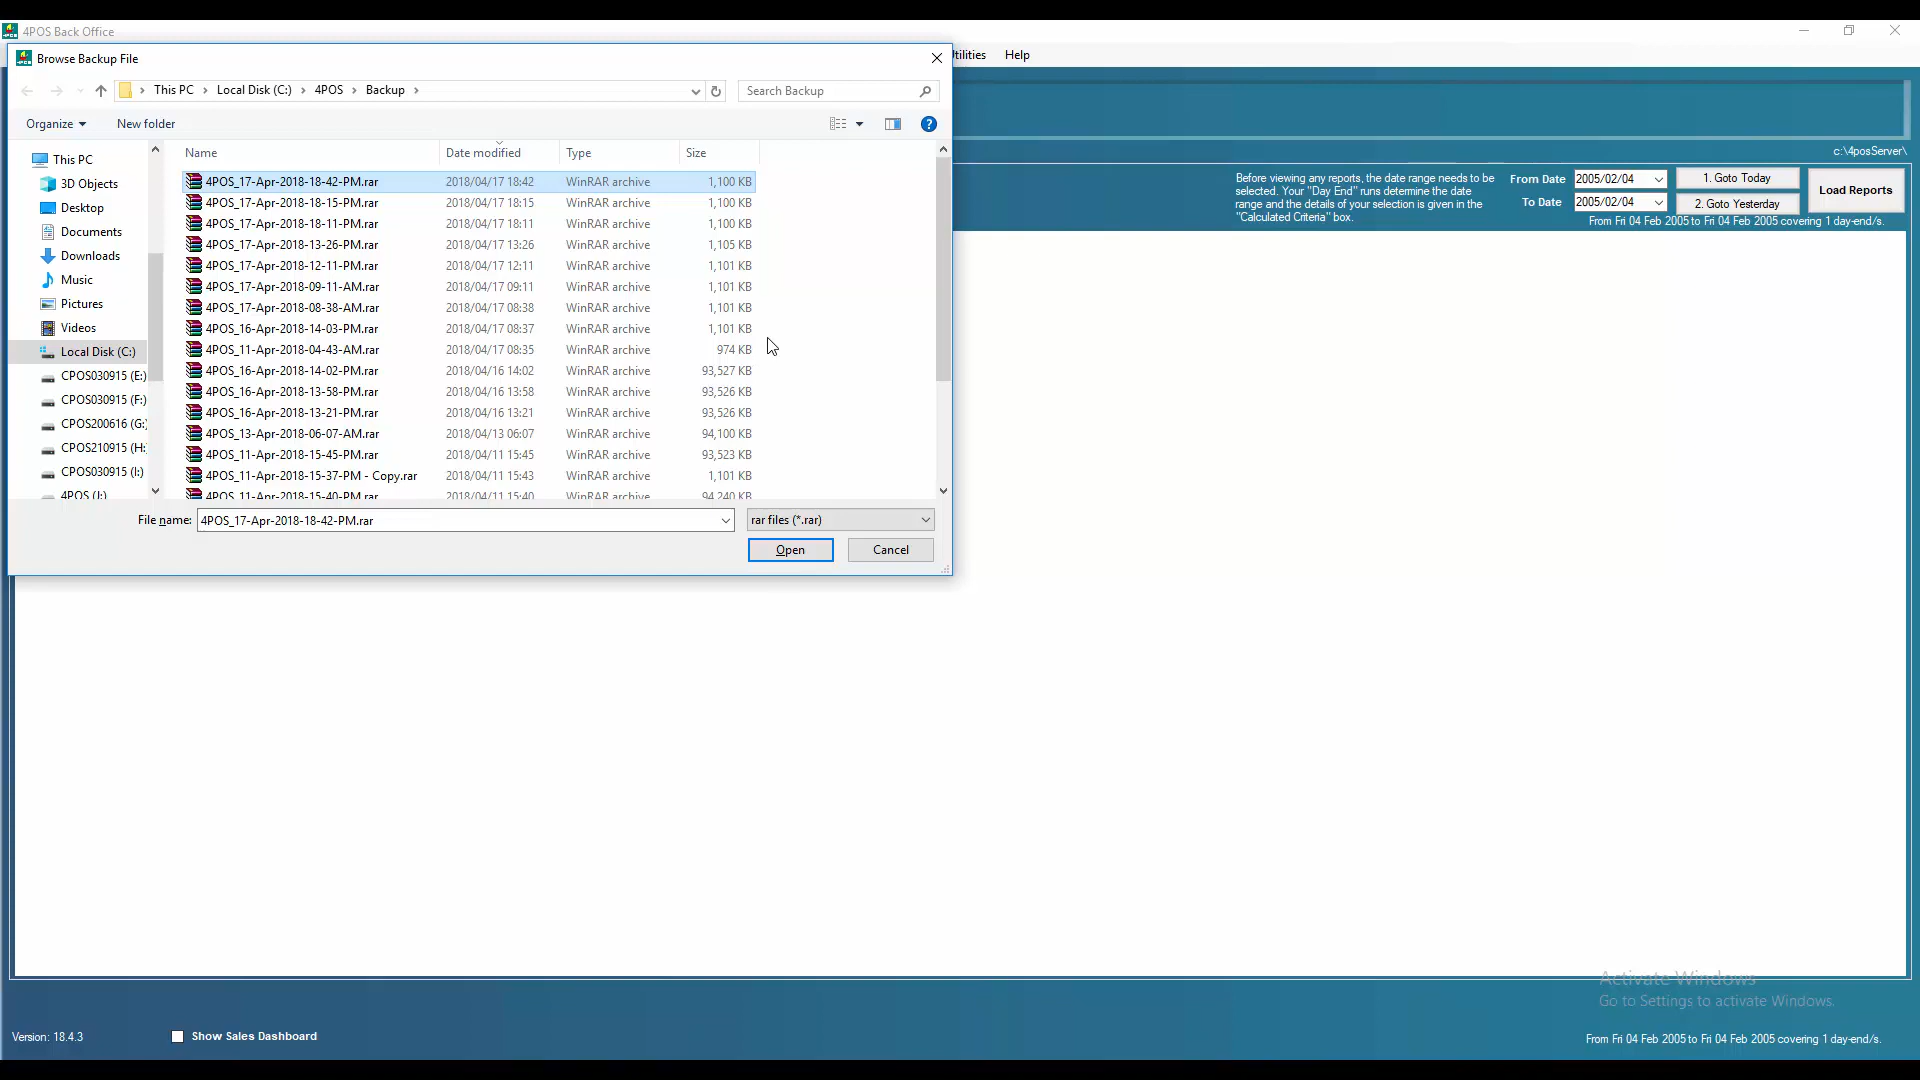 4POS Back Office
Browse Backup File
tilities Help
This PC Local Disk (C:) 4POS Backup
Search Backup
Organize New folder
c:\4posServer\
This PC
3D Objects
Desktop
Documents
Downloads
Music
Pictures
Videos
Local Disk (C:)
CPOS030915 (E:)
CPOS030915 (F:)
CPOS200616 (G:
CPOS210915 (H:
CPOS030915 (I:)
4POS (J:)
Name Date modified Type Size
4POS_17-Apr-2018-18-42-PM.rar 2018/04/17 18:42 WinRAR archive 1,100 KB
4POS_17-Apr-2018-18-15-PM.rar 2018/04/17 18:15 WinRAR archive 1,100 KB
4POS_17-Apr-2018-18-11-PM.rar 2018/04/17 18:11 WinRAR archive 1,100 KB
4POS_17-Apr-2018-13-26-PM.rar 2018/04/17 13:26 WinRAR archive 1,105 KB
4POS_17-Apr-2018-12-11-PM.rar 2018/04/17 12:11 WinRAR archive 1,101 KB
4POS_17-Apr-2018-09-11-AM.rar 2018/04/17 09:11 WinRAR archive 1,101 KB
4POS_17-Apr-2018-08-38-AM.rar 2018/04/17 08:38 WinRAR archive 1,101 KB
4POS_16-Apr-2018-14-03-PM.rar 2018/04/17 08:37 WinRAR archive 1,101 KB
4POS_11-Apr-2018-04-43-AM.rar 2018/04/17 08:35 WinRAR archive 974 KB
4POS_16-Apr-2018-14-02-PM.rar 2018/04/16 14:02 WinRAR archive 93,527 KB
4POS_16-Apr-2018-13-58-PM.rar 2018/04/16 13:58 WinRAR archive 93,526 KB
4POS_16-Apr-2018-13-21-PM.rar 2018/04/16 13:21 WinRAR archive 93,526 KB
4POS_13-Apr-2018-06-07-AM.rar 2018/04/13 06:07 WinRAR archive 94,100 KB
4POS_11-Apr-2018-15-45-PM.rar 2018/04/11 15:45 WinRAR archive 93,523 KB
4POS_11-Apr-2018-15-37-PM - Copy.rar 2018/04/11 15:43 WinRAR archive 1,101 KB
4POS_11-Apr-2018-15-40-PM.rar 2018/04/11 15:40 WinRAR archive 94,240 KB
File name: 4POS_17-Apr-2018-18-42-PM.rar rar files (*.rar)
Open Cancel
Before viewing any reports, the date range needs to be
selected. Your "Day End" runs determine the date
range and the details of your selection is given in the
"Calculated Criteria" box.
From Date 2005/02/04 1. Goto Today
To Date 2005/02/04 2. Goto Yesterday
Load Reports
From Fri 04 Feb 2005 to Fri 04 Feb 2005 covering 1 day-end/s.
Activate Windows
Go to Settings to activate Windows.
Version: 18.4.3 Show Sales Dashboard
From Fri 04 Feb 2005 to Fri 04 Feb 2005 covering 1 day-end/s.